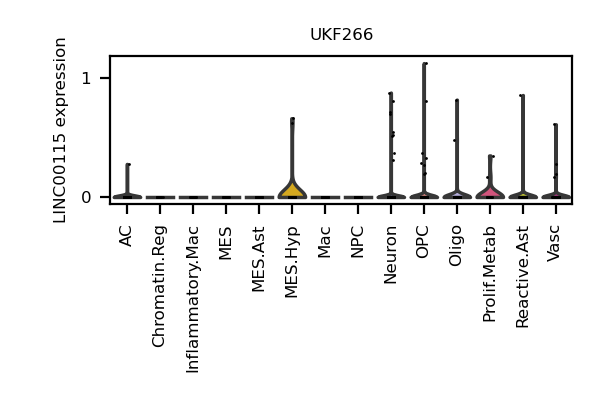 UKF266
LINC00115 expression
1
0
AC
Chromatin.Reg
Inflammatory.Mac
MES
MES.Ast
MES.Hyp
Mac
NPC
Neuron
OPC
Oligo
Prolif.Metab
Reactive.Ast
Vasc